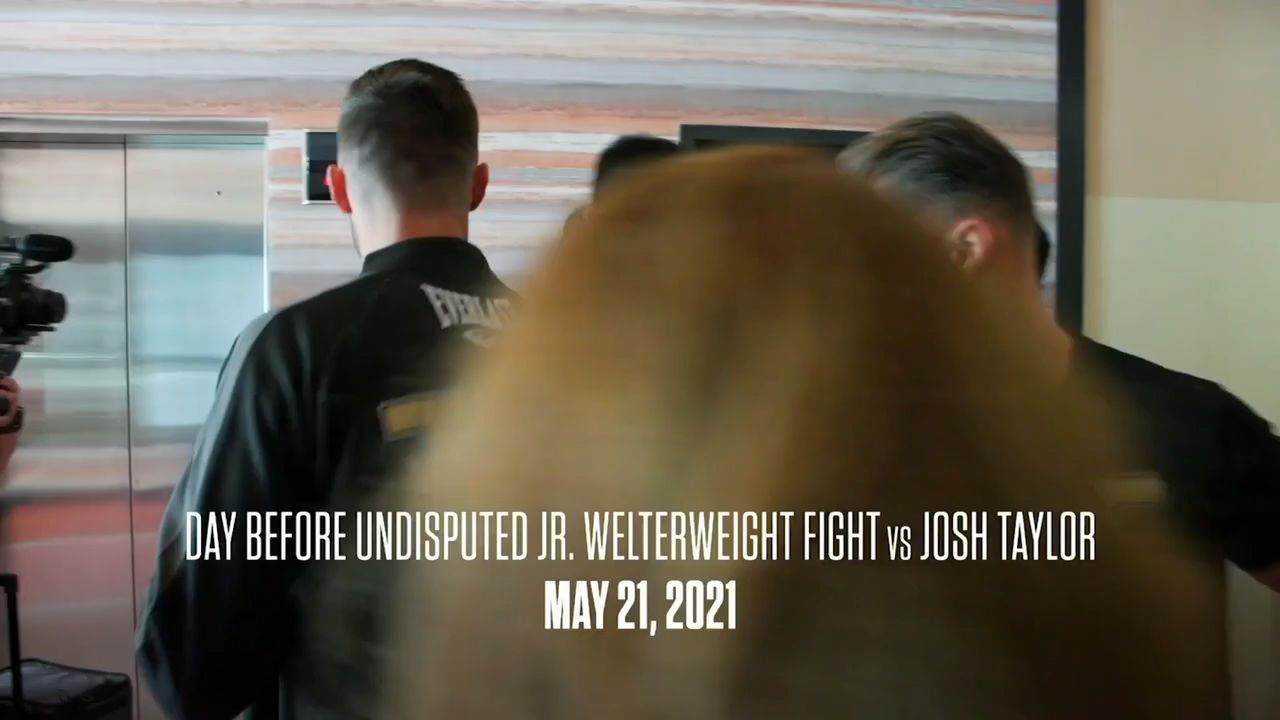 DAY BEFORE UNDISPUTED JR. WELTERWEIGHT FIGHT VS JOSH TAYLOR
MAY 21, 2021